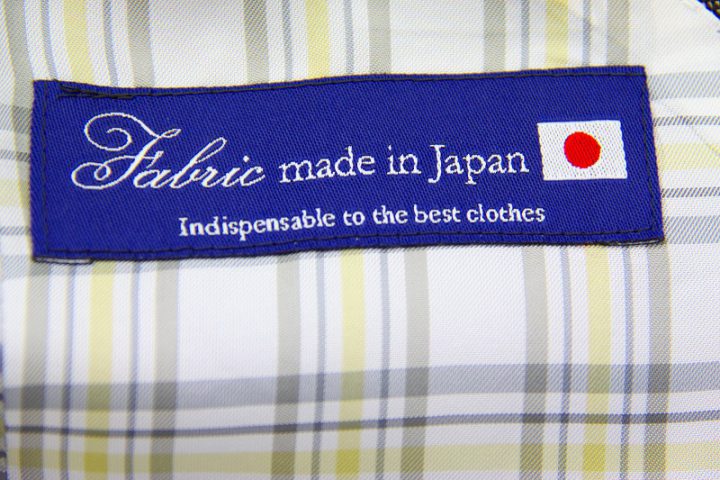 Fabric made in Japan
Indispensable to the best clothes